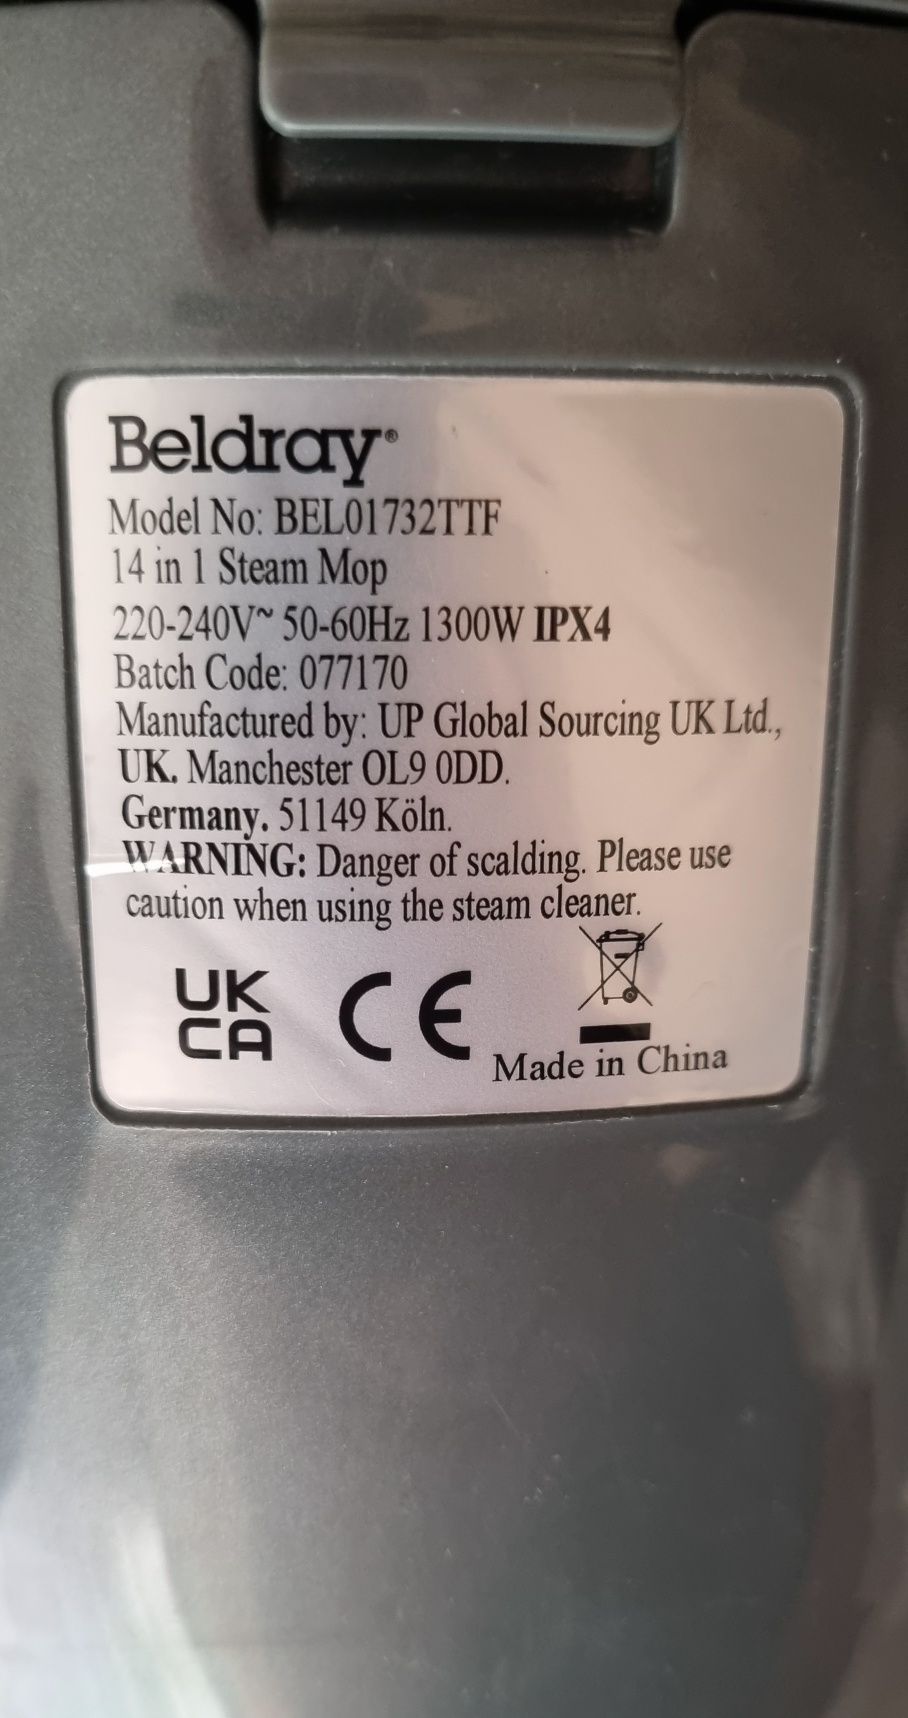 Beldray®
Model No: BEL01732TTF
14 in 1 Steam Mop
220-240V~ 50-60Hz 1300W IPX4
Batch Code: 077170
Manufactured by: UP Global Sourcing UK Ltd.,
UK. Manchester OL9 0DD.
Germany. 51149 Köln.
WARNING: Danger of scalding. Please use
caution when using the steam cleaner.
UK
CA
CE
Made in China